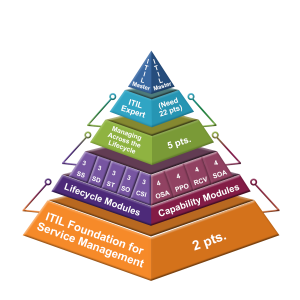 ITIL Master
ITIL Master
ITIL Expert
(Need 22 pts)
Managing Across the Lifecycle
5 pts.
3 3 3 3 3
SS SD ST SO CSI
4 4 4 4
OSA PPO RCV SOA
Lifecycle Modules
Capability Modules
ITIL Foundation for
Service Management
2 pts.